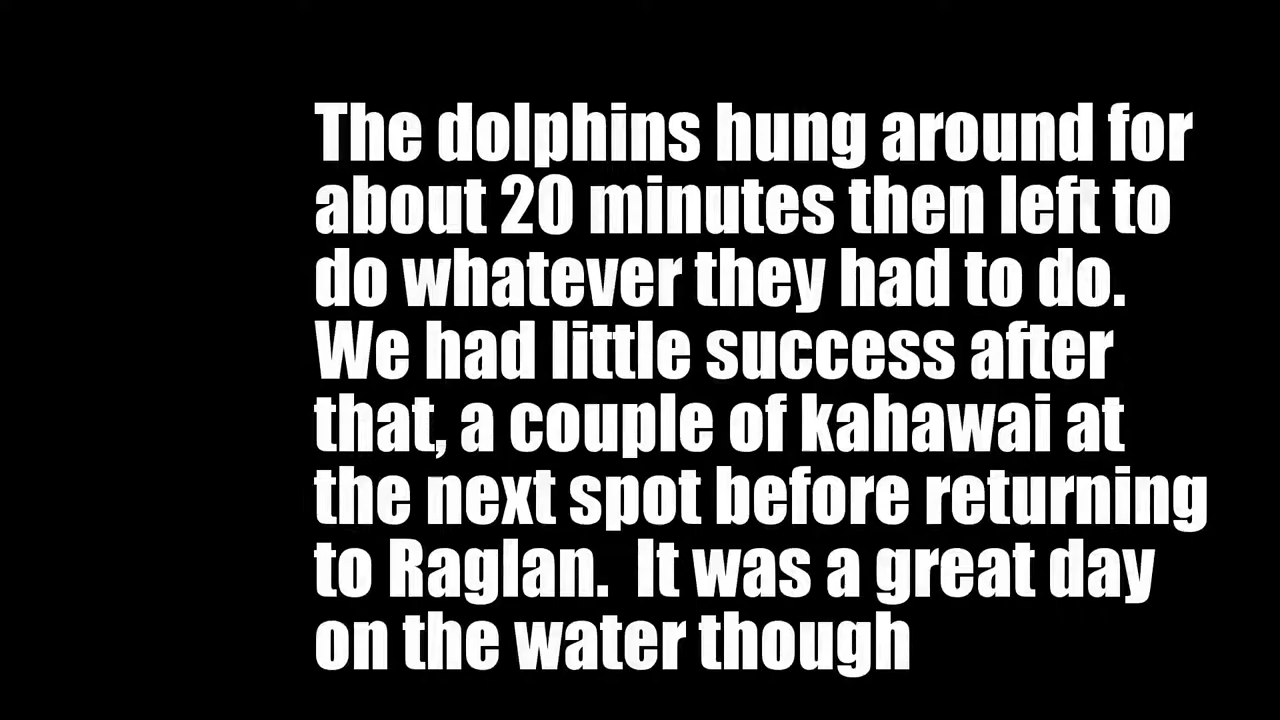 The dolphins hung around for
about 20 minutes then left to
do whatever they had to do.
We had little success after
that, a couple of kahawai at
the next spot before returning
to Raglan.  It was a great day
on the water though